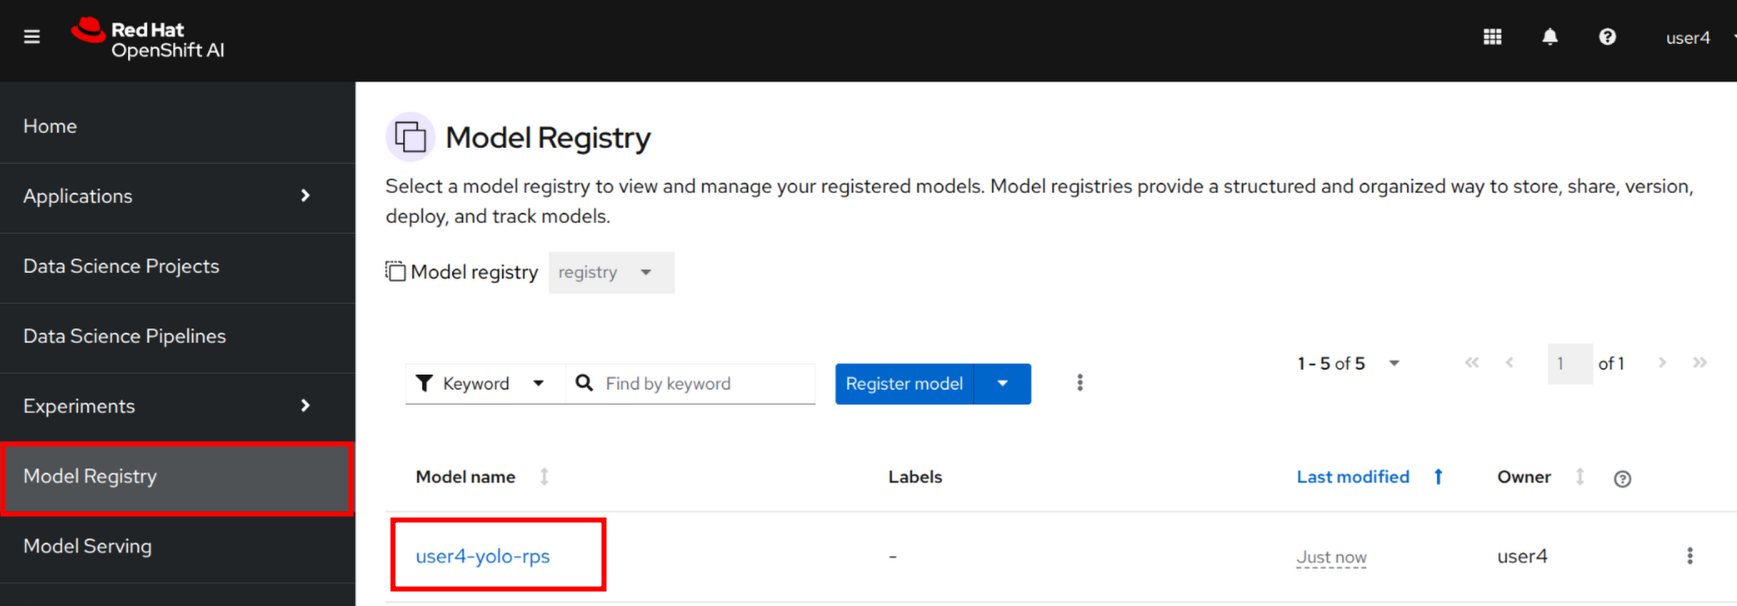 Red Hat
OpenShift AI
user4
Home
Applications
Data Science Projects
Data Science Pipelines
Experiments
Model Registry
Model Serving
Model Registry
Select a model registry to view and manage your registered models. Model registries provide a structured and organized way to store, share, version,
deploy, and track models.
Model registry registry
Keyword Find by keyword Register model 1 - 5 of 5 1 of 1
Model name Labels Last modified Owner
user4-yolo-rps - Just now user4